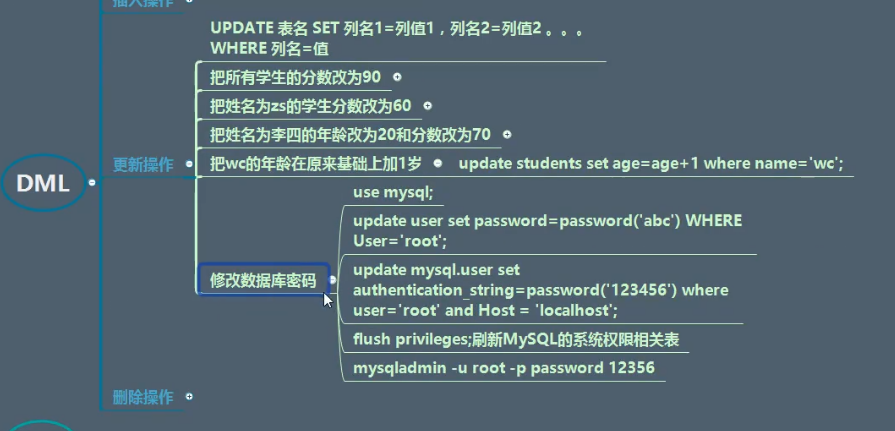 插入操作
UPDATE 表名 SET 列名1=列值1，列名2=列值2 。。。
WHERE 列名=值
把所有学生的分数改为90
把姓名为zs的学生分数改为60
把姓名为李四的年龄改为20和分数改为70
DML
更新操作
把wc的年龄在原来基础上加1岁
update students set age=age+1 where name='wc';
修改数据库密码
use mysql;
update user set password=password('abc') WHERE
User='root';
update mysql.user set
authentication_string=password('123456') where
user='root' and Host = 'localhost';
flush privileges;刷新MySQL的系统权限相关表
mysqladmin -u root -p password 12356
删除操作